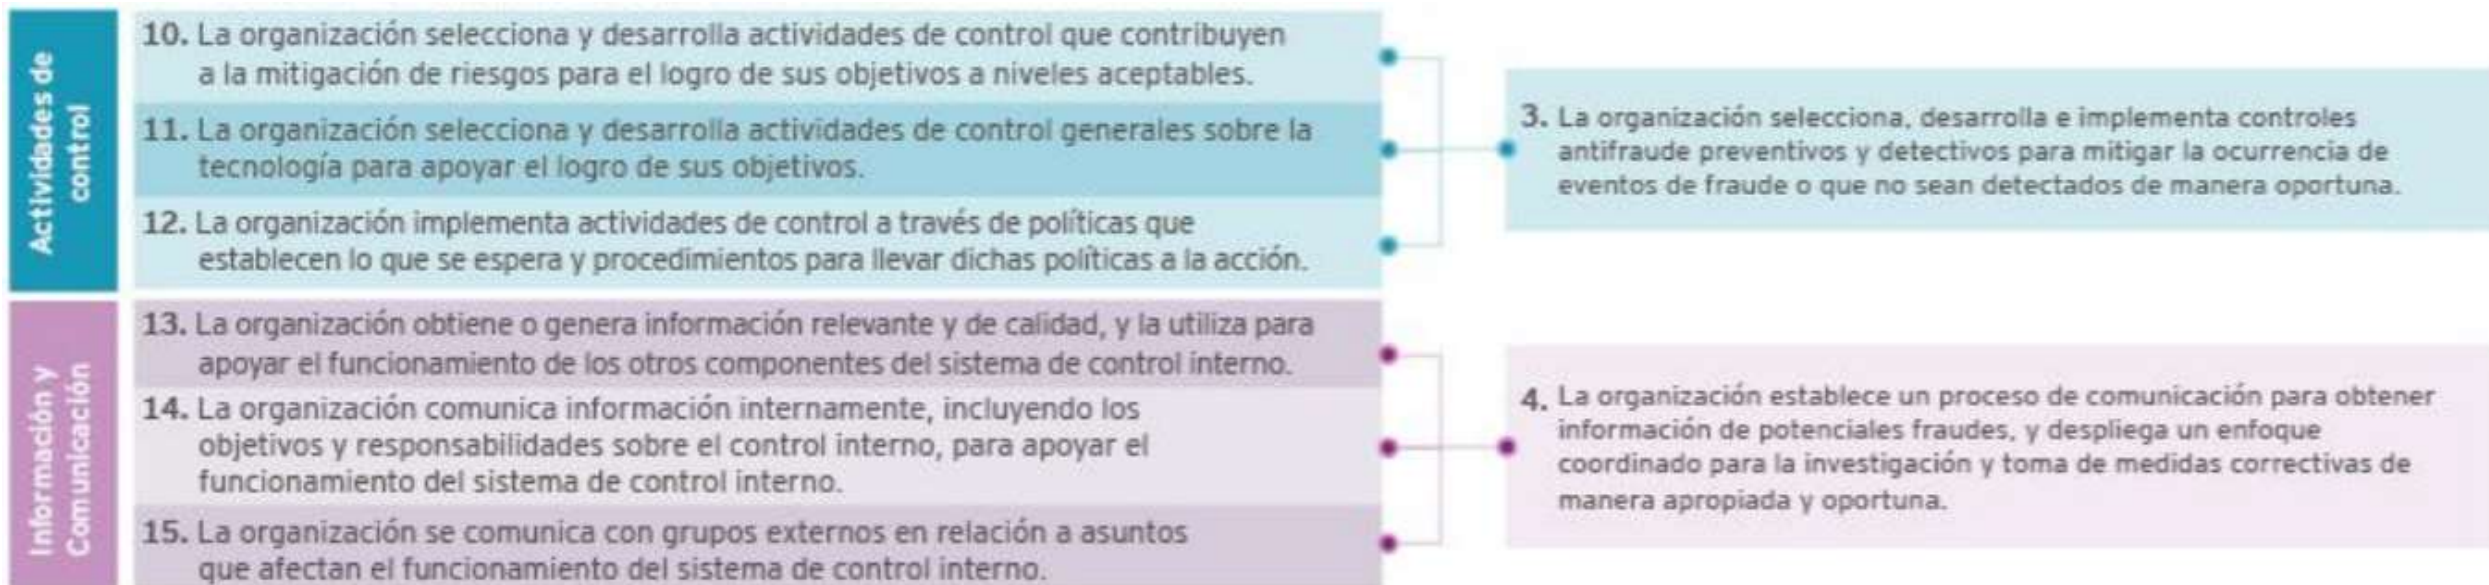 Actividades de
control
10. La organización selecciona y desarrolla actividades de control que contribuyen
a la mitigación de riesgos para el logro de sus objetivos a niveles aceptables.
11. La organización selecciona y desarrolla actividades de control generales sobre la
tecnología para apoyar el logro de sus objetivos.
12. La organización implementa actividades de control a través de políticas que
establecen lo que se espera y procedimientos para llevar dichas políticas a la acción.
3. La organización selecciona, desarrolla e implementa controles
antifraude preventivos y detectivos para mitigar la ocurrencia de
eventos de fraude o que no sean detectados de manera oportuna.
Información y
Comunicación
13. La organización obtiene o genera información relevante y de calidad, y la utiliza para
apoyar el funcionamiento de los otros componentes del sistema de control interno.
14. La organización comunica información internamente, incluyendo los
objetivos y responsabilidades sobre el control interno, para apoyar el
funcionamiento del sistema de control interno.
15. La organización se comunica con grupos externos en relación a asuntos
que afectan el funcionamiento del sistema de control interno.
4. La organización establece un proceso de comunicación para obtener
información de potenciales fraudes, y despliega un enfoque
coordinado para la investigación y toma de medidas correctivas de
manera apropiada y oportuna.